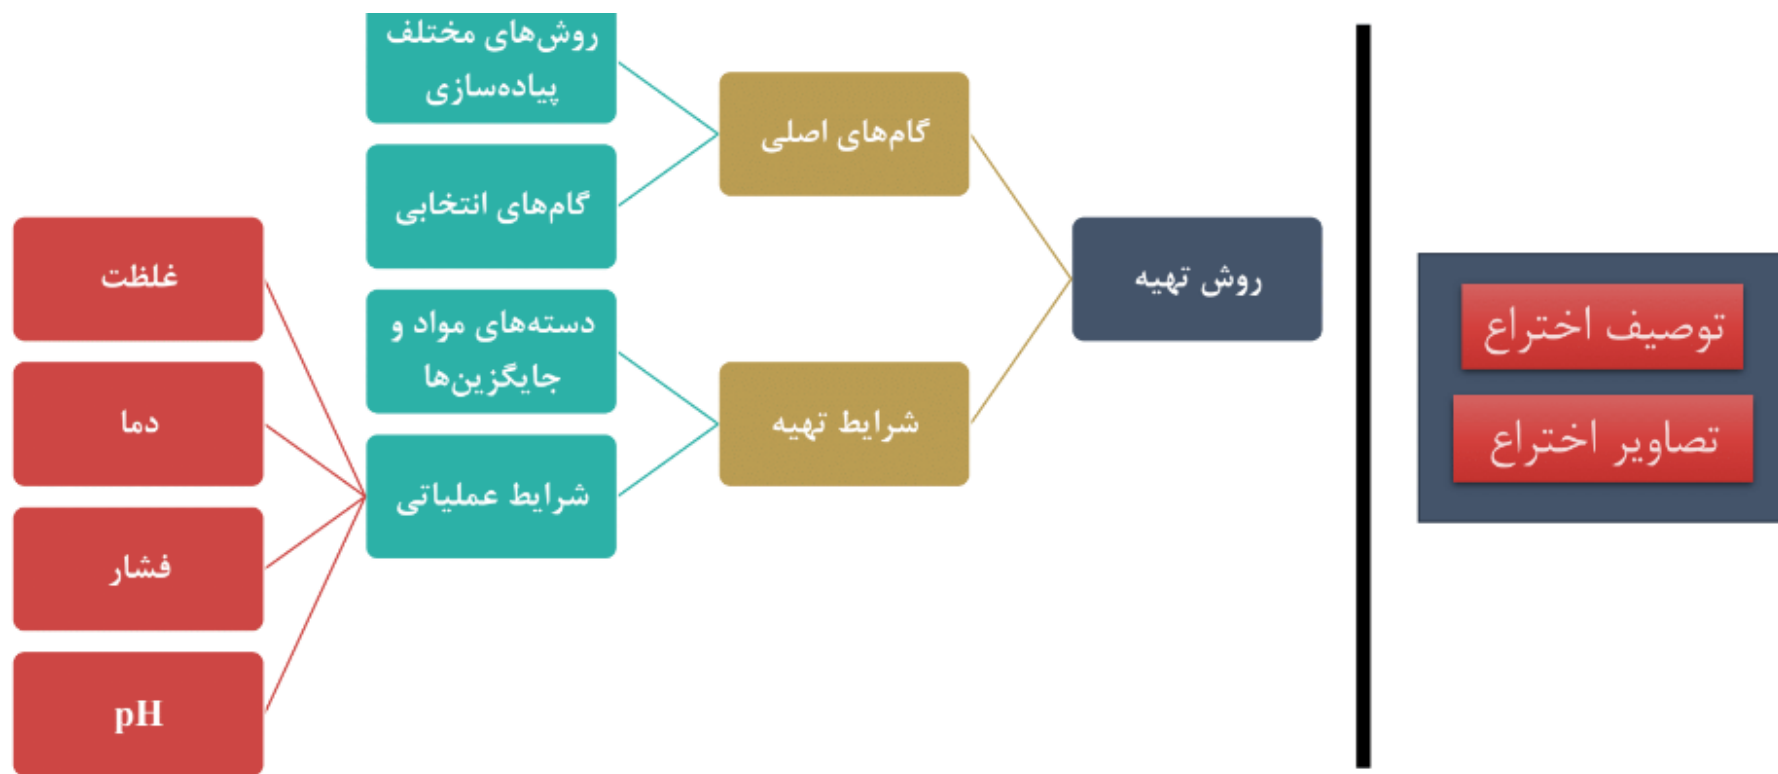 توصیف اختراع
تصاویر اختراع
روش تهیه
گام‌های اصلی
شرایط تهیه
روش‌های مختلف
پیاده‌سازی
گام‌های انتخابی
دسته‌های مواد و
جایگزین‌ها
شرایط عملیاتی
غلظت
دما
فشار
pH